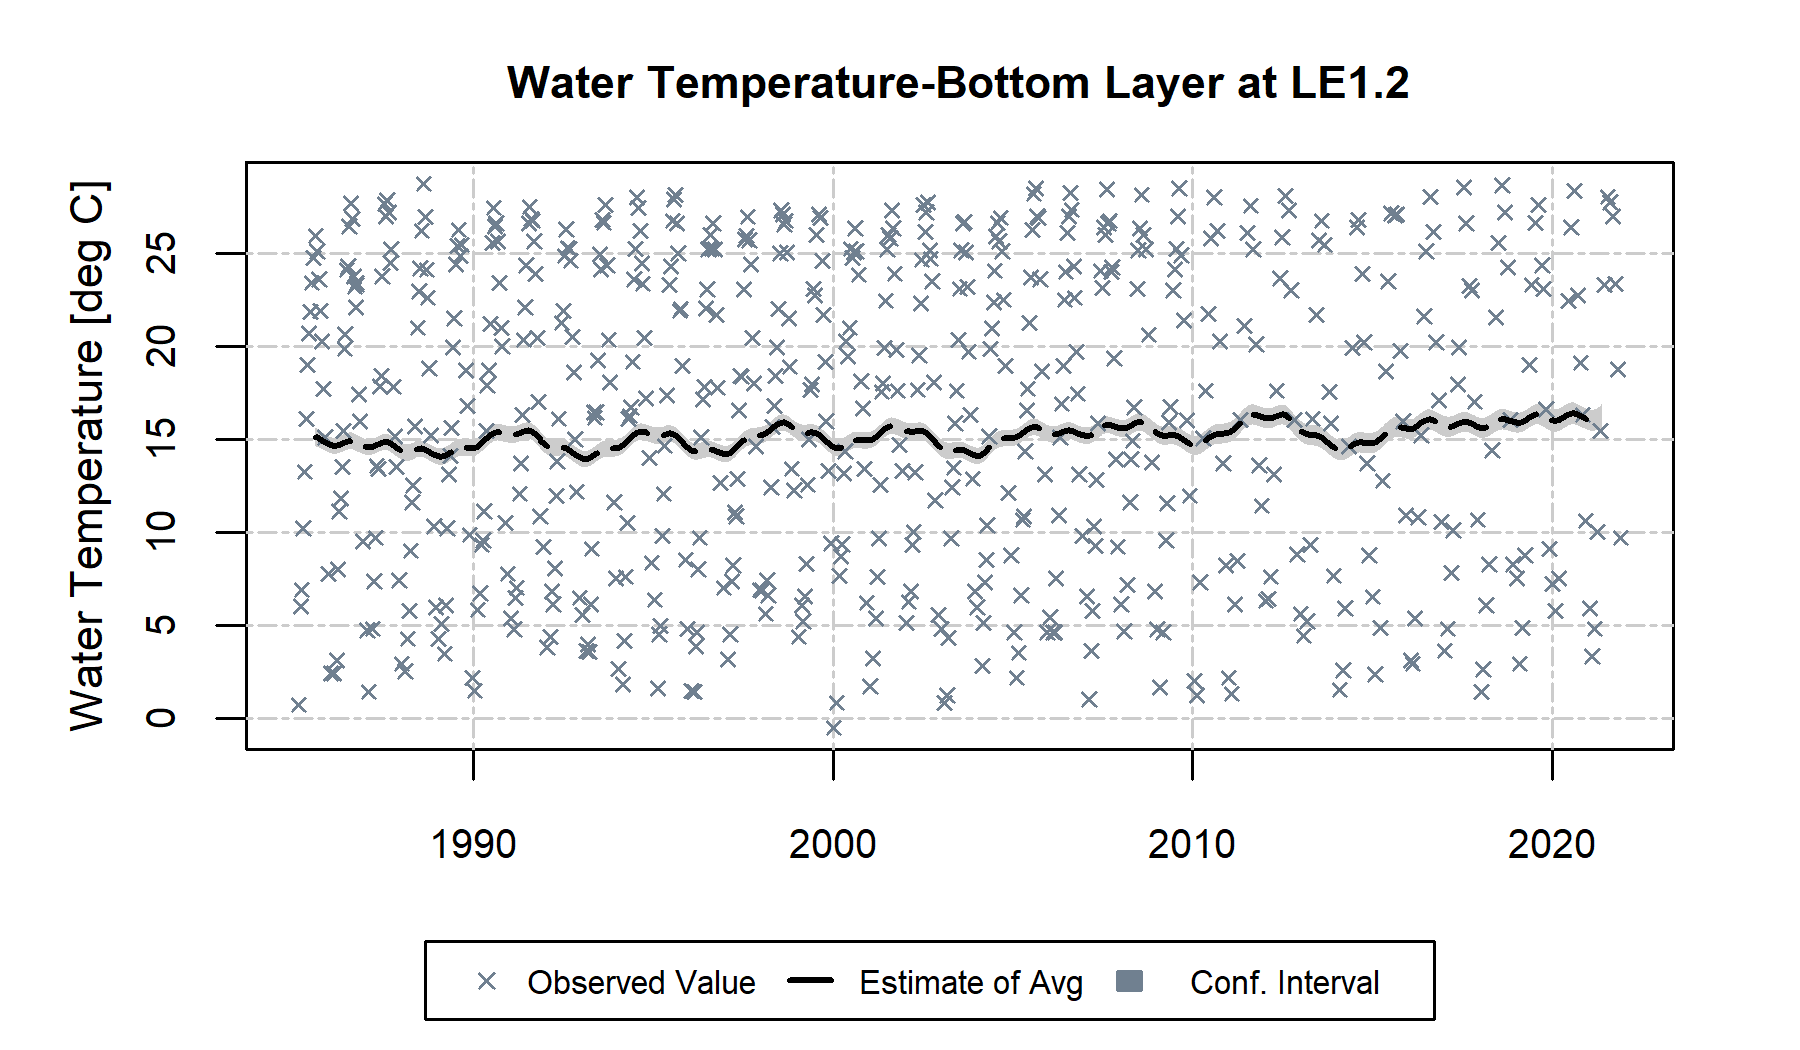 Water Temperature-Bottom Layer at LE1.2
Water Temperature [deg C]
25
20
15
10
5
0
1990 2000 2010 2020
Observed Value Estimate of Avg Conf. Interval